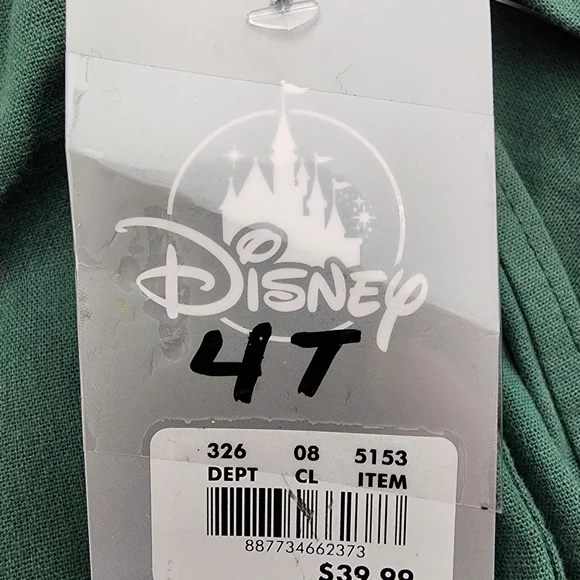 Disney
4T
326 08 5153
DEPT CL ITEM
887734662373
$39.99